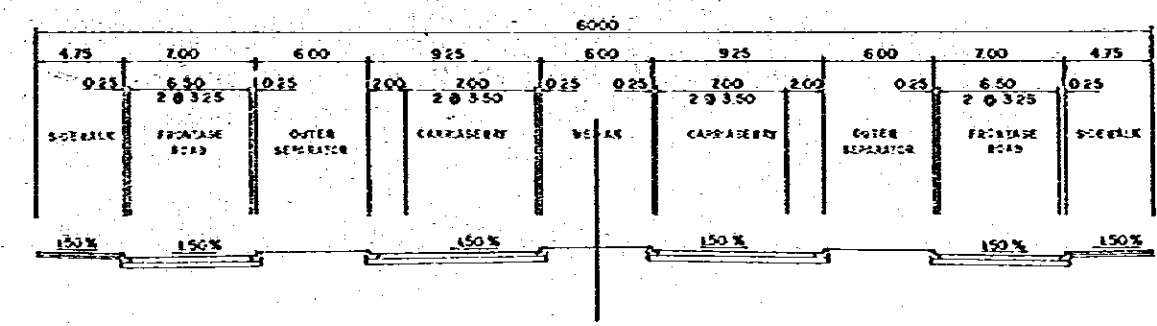 6000
4.75 7.00 6.00 9.25 6.00 9.25 6.00 7.00 4.75
0.25 6.50 0.25 2.00 7.00 0.25 0.25 7.00 2.00 0.25 6.50 0.25
2 @ 3.25 2 @ 3.50 2 @ 3.50 2 @ 3.25
SIDEWALK FRONTAGE OUTER CARRIAGEWAY MEDIAN CARRIAGEWAY OUTER FRONTAGE SIDEWALK
ROAD SEPARATOR SEPARATOR ROAD
1.50% 1.50% 1.50% 1.50% 1.50% 1.50%